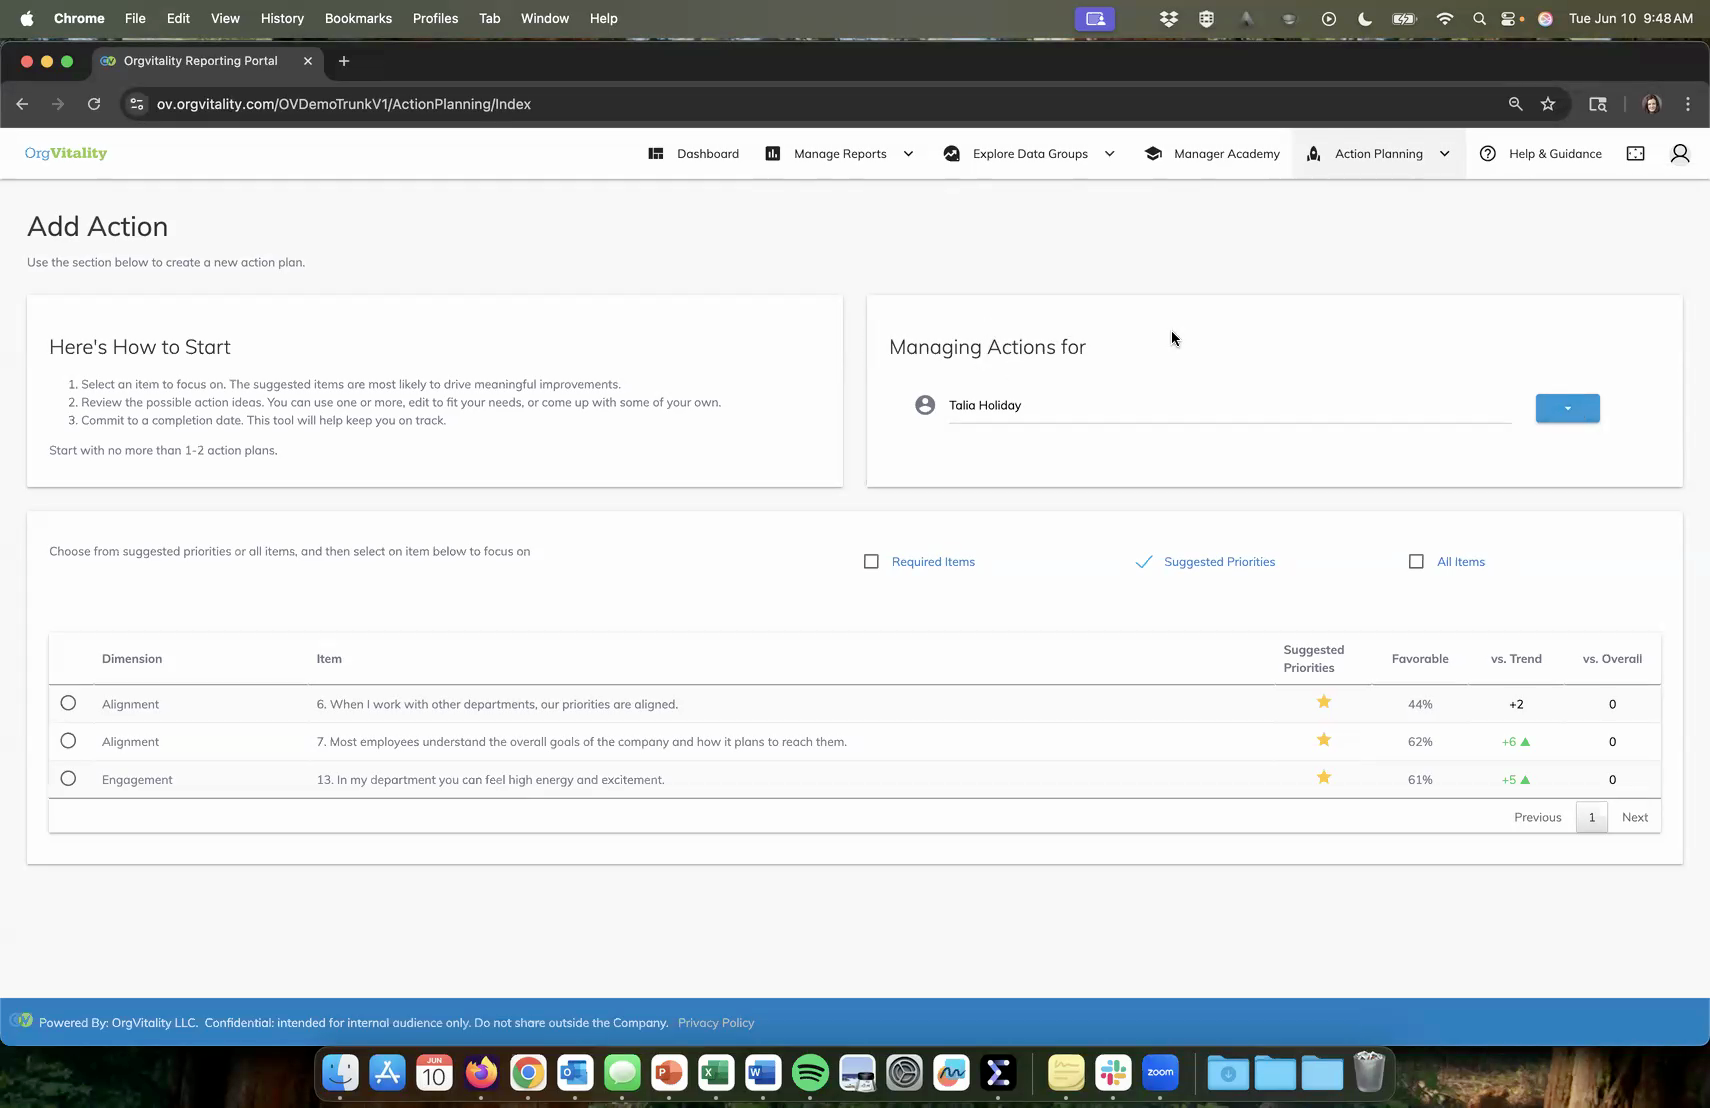 Chrome File Edit View History Bookmarks Profiles Tab Window Help Tue Jun 10 9:48 AM
Orgvitality Reporting Portal
ov.orgvitality.com/OVDemoTrunkV1/ActionPlanning/Index
OrgVitality Dashboard Manage Reports Explore Data Groups Manager Academy Action Planning Help & Guidance
Add Action
Use the section below to create a new action plan.
Here's How to Start
1. Select an item to focus on. The suggested items are most likely to drive meaningful improvements.
2. Review the possible action ideas. You can use one or more, edit to fit your needs, or come up with some of your own.
3. Commit to a completion date. This tool will help keep you on track.
Start with no more than 1-2 action plans.
Managing Actions for
Talia Holiday
Choose from suggested priorities or all items, and then select on item below to focus on
Required Items Suggested Priorities All Items
Dimension Item Suggested Priorities Favorable vs. Trend vs. Overall
Alignment 6. When I work with other departments, our priorities are aligned. 44% +2 0
Alignment 7. Most employees understand the overall goals of the company and how it plans to reach them. 62% +6 ▲ 0
Engagement 13. In my department you can feel high energy and excitement. 61% +5 ▲ 0
Previous 1 Next
OV Powered By: OrgVitality LLC. Confidential: intended for internal audience only. Do not share outside the Company. Privacy Policy
JUN
10
zoom